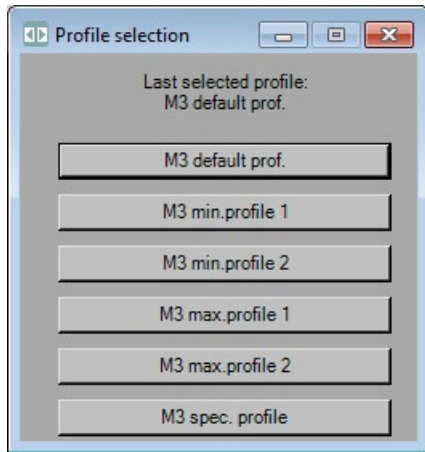 Profile selection
Last selected profile:
M3 default prof.
M3 default prof.
M3 min.profile 1
M3 min.profile 2
M3 max.profile 1
M3 max.profile 2
M3 spec. profile